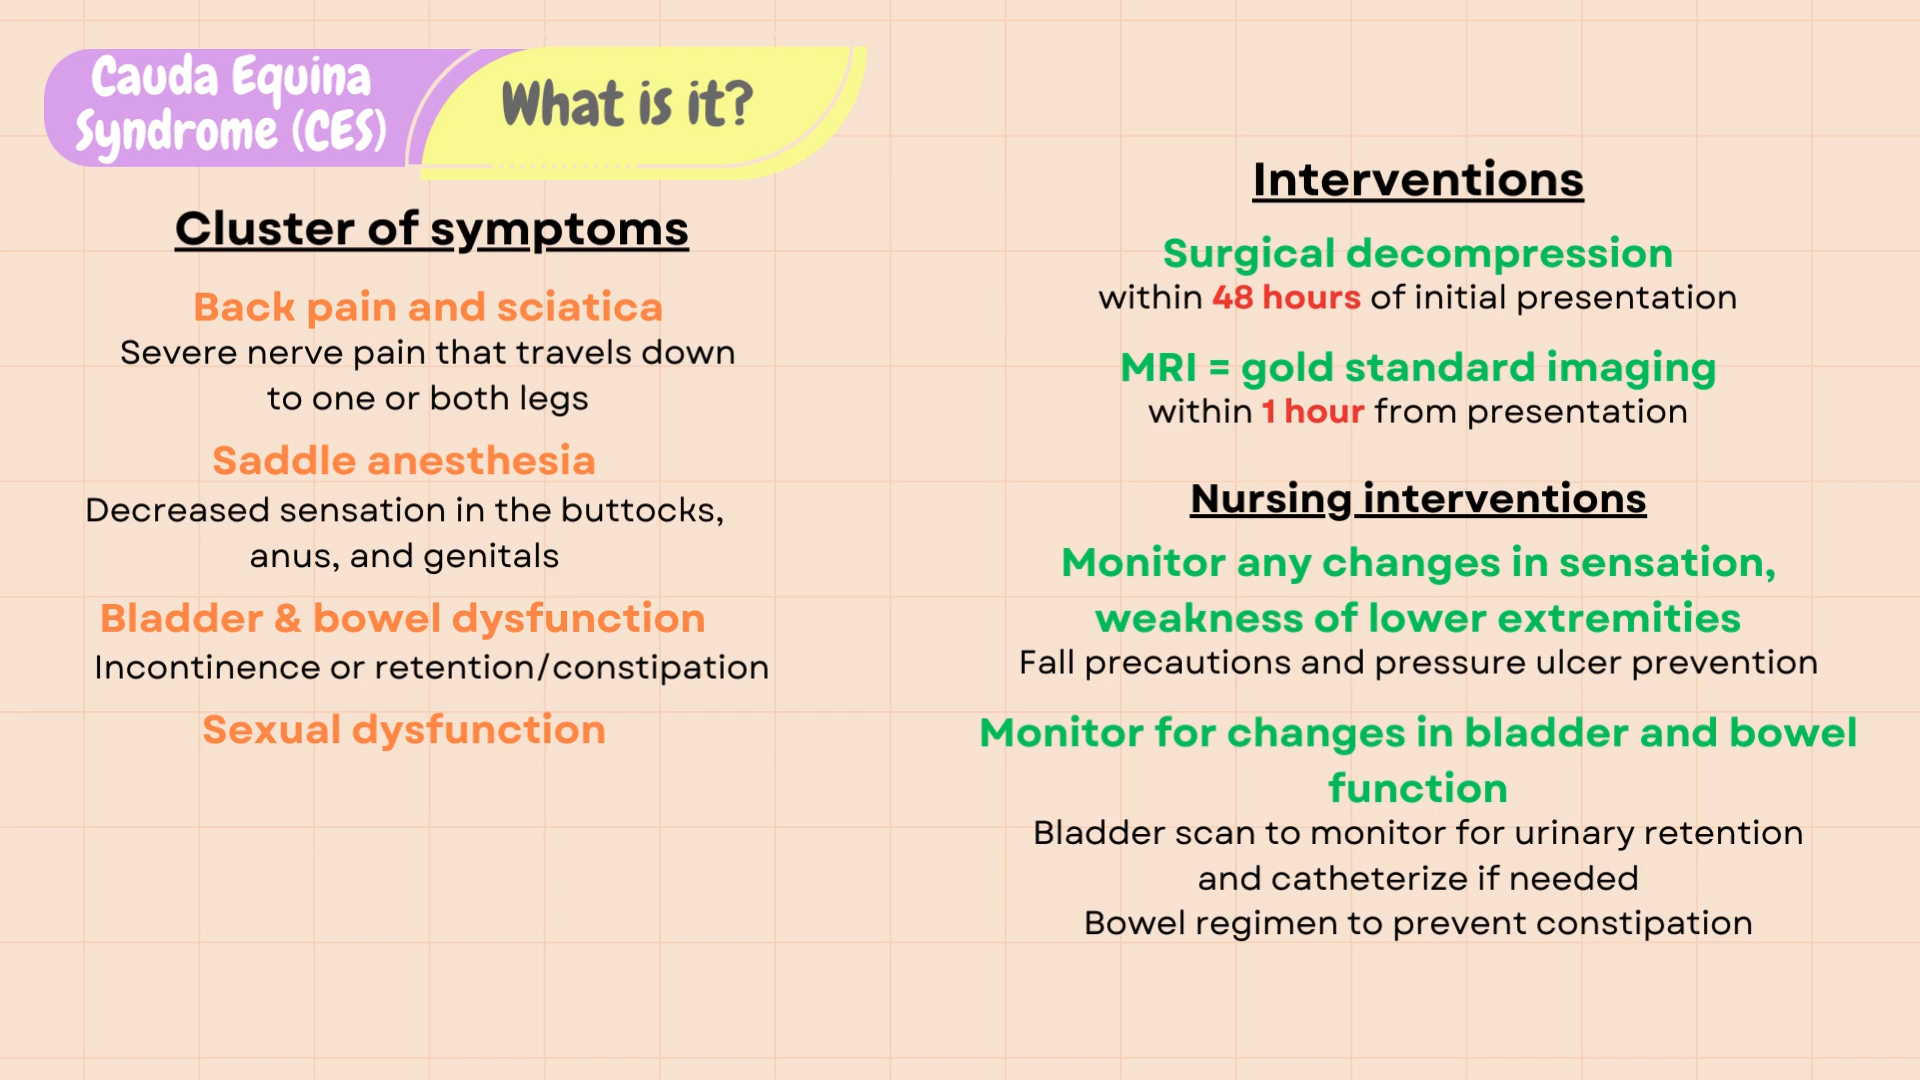 Cauda Equina
Syndrome (CES)
What is it?
Cluster of symptoms
Back pain and sciatica
Severe nerve pain that travels down
to one or both legs
Saddle anesthesia
Decreased sensation in the buttocks,
anus, and genitals
Bladder & bowel dysfunction
Incontinence or retention/constipation
Sexual dysfunction
Interventions
Surgical decompression
within 48 hours of initial presentation
MRI = gold standard imaging
within 1 hour from presentation
Nursing interventions
Monitor any changes in sensation,
weakness of lower extremities
Fall precautions and pressure ulcer prevention
Monitor for changes in bladder and bowel
function
Bladder scan to monitor for urinary retention
and catheterize if needed
Bowel regimen to prevent constipation